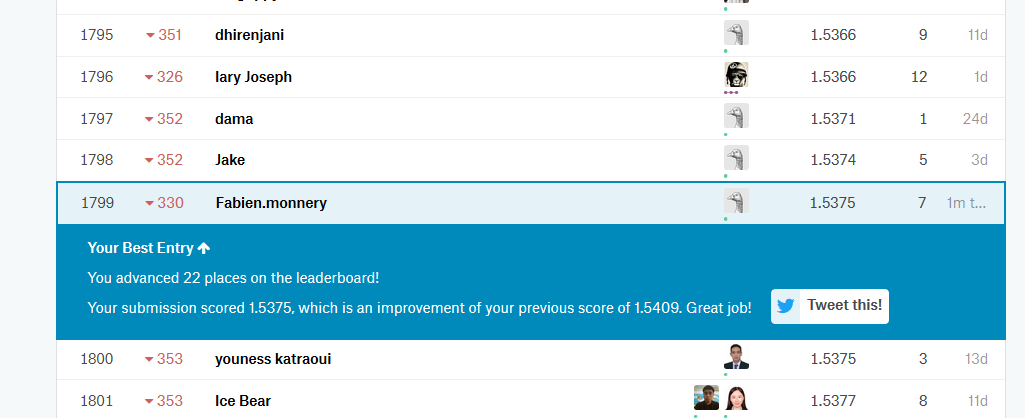 1795 351 dhirenjani 1.5366 9 11d
1796 326 lary Joseph 1.5366 12 1d
1797 352 dama 1.5371 1 24d
1798 352 Jake 1.5374 5 3d
1799 330 Fabien.monnery 1.5375 7 1m t...
Your Best Entry
You advanced 22 places on the leaderboard!
Your submission scored 1.5375, which is an improvement of your previous score of 1.5409. Great job! Tweet this!
1800 353 youness katraoui 1.5375 3 13d
1801 353 Ice Bear 1.5377 8 11d